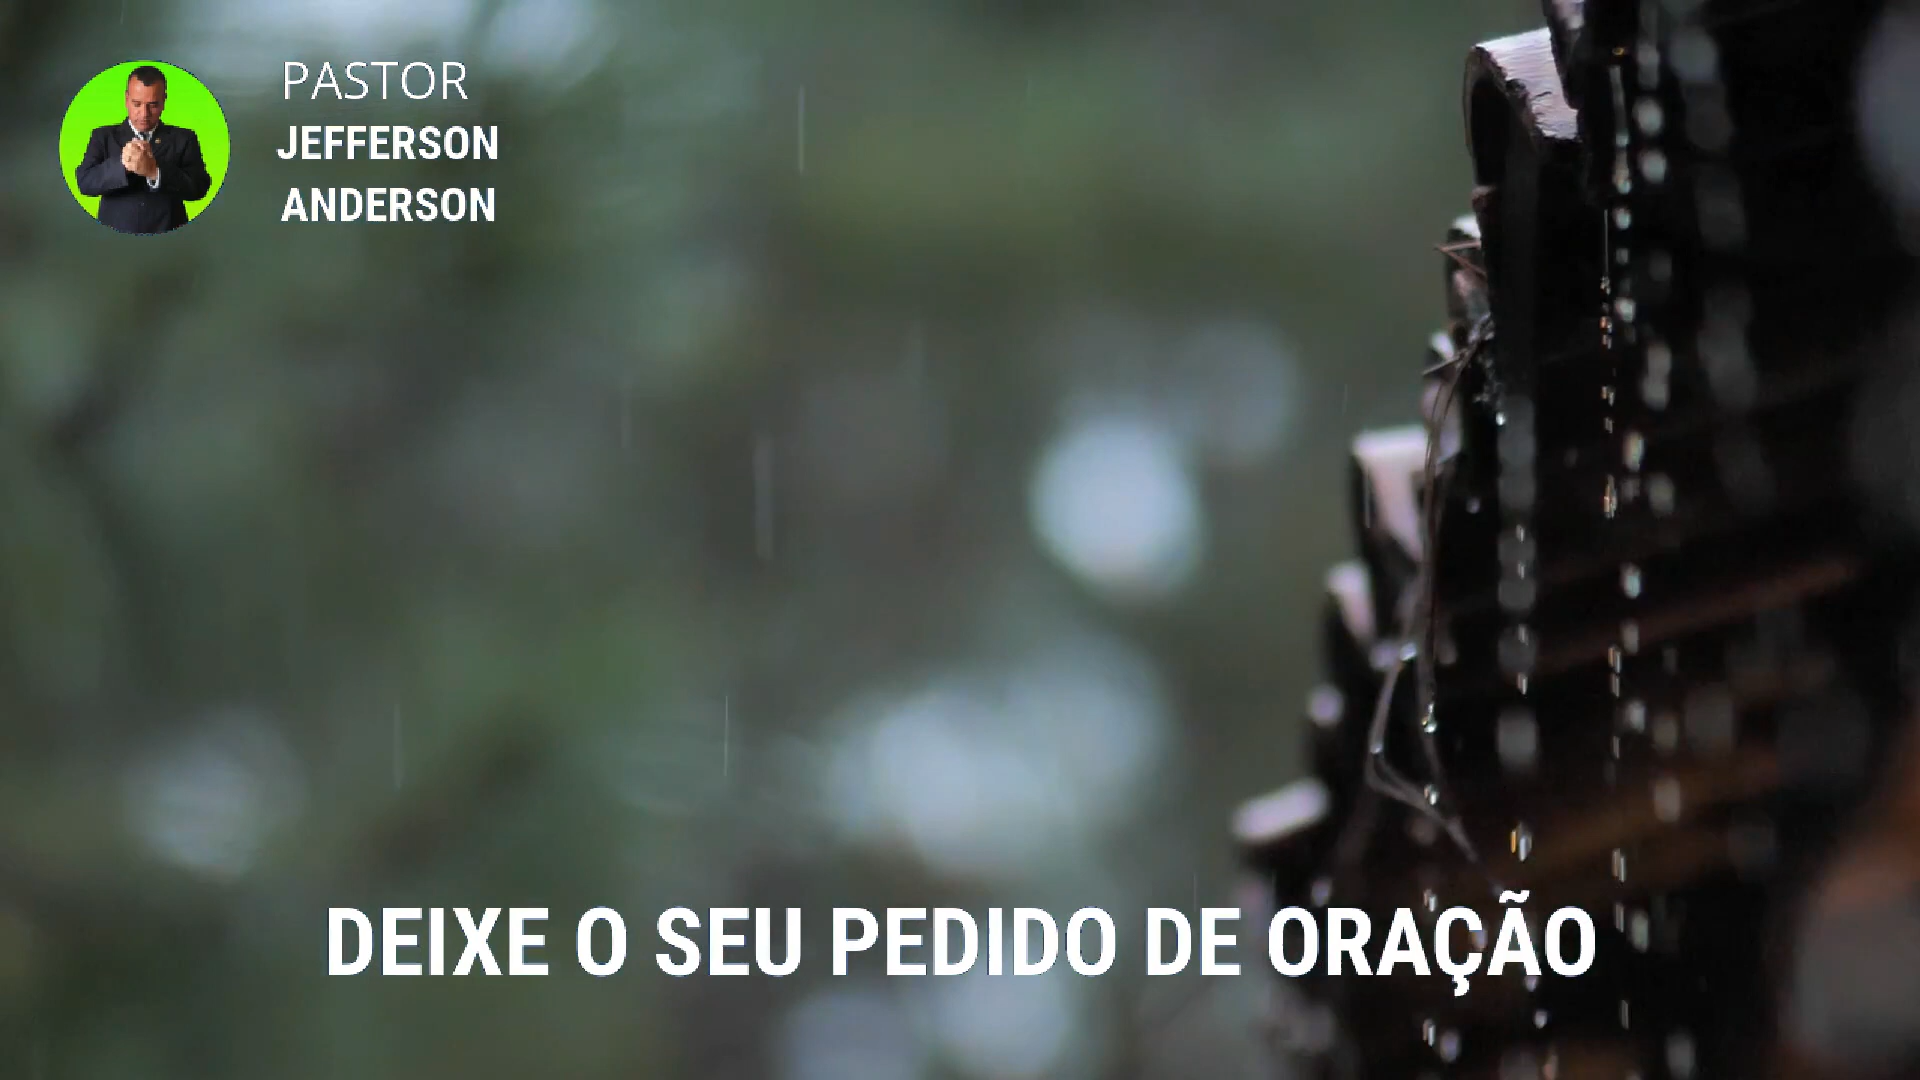 PASTOR
JEFFERSON
ANDERSON
DEIXE O SEU PEDIDO DE ORAÇÃO